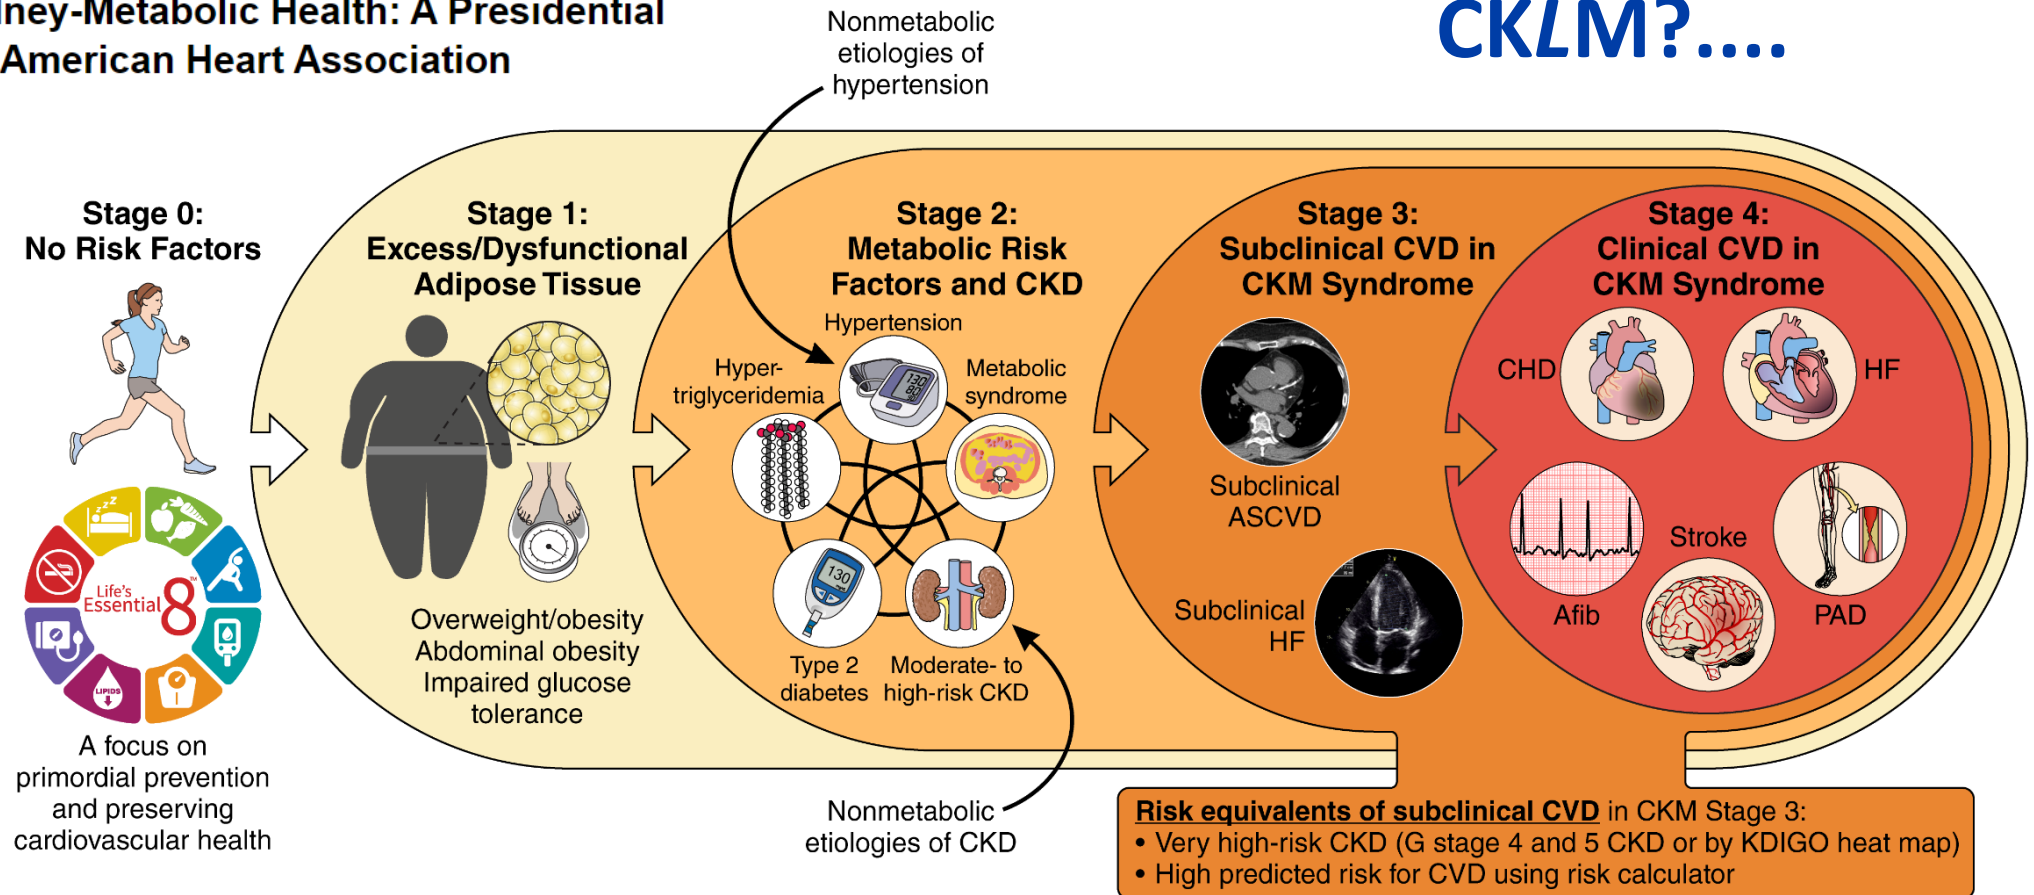 ney-Metabolic Health: A Presidential
American Heart Association
CKLM?....
Nonmetabolic
etiologies of
hypertension
Stage 0:
No Risk Factors
Life's
Essential 8™
LIPIDS
A focus on
primordial prevention
and preserving
cardiovascular health
Stage 1:
Excess/Dysfunctional
Adipose Tissue
Overweight/obesity
Abdominal obesity
Impaired glucose
tolerance
Stage 2:
Metabolic Risk
Factors and CKD
Hypertension
130
80
Hyper-
triglyceridemia
Metabolic
syndrome
130
Type 2
diabetes
Moderate- to
high-risk CKD
Nonmetabolic
etiologies of CKD
Stage 3:
Subclinical CVD in
CKM Syndrome
Subclinical
ASCVD
Subclinical
HF
Stage 4:
Clinical CVD in
CKM Syndrome
CHD
HF
Afib
Stroke
PAD
Risk equivalents of subclinical CVD in CKM Stage 3:
• Very high-risk CKD (G stage 4 and 5 CKD or by KDIGO heat map)
• High predicted risk for CVD using risk calculator